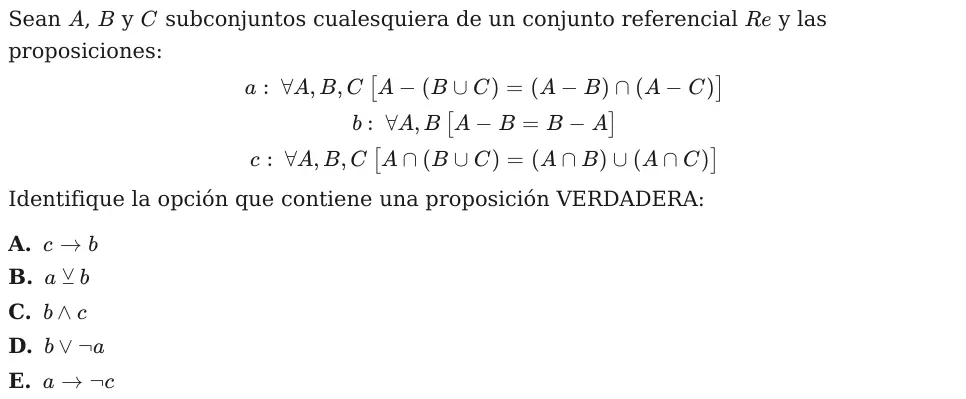 Sean A, B y C subconjuntos cualesquiera de un conjunto referencial Re y las
proposiciones:
a : ∀A, B, C [A − (B ∪ C) = (A − B) ∩ (A − C)]
b : ∀A, B [A − B = B − A]
c : ∀A, B, C [A ∩ (B ∪ C) = (A ∩ B) ∪ (A ∩ C)]
Identifique la opción que contiene una proposición VERDADERA:
A. c → b
B. a ⊻ b
C. b ∧ c
D. b ∨ ¬a
E. a → ¬c